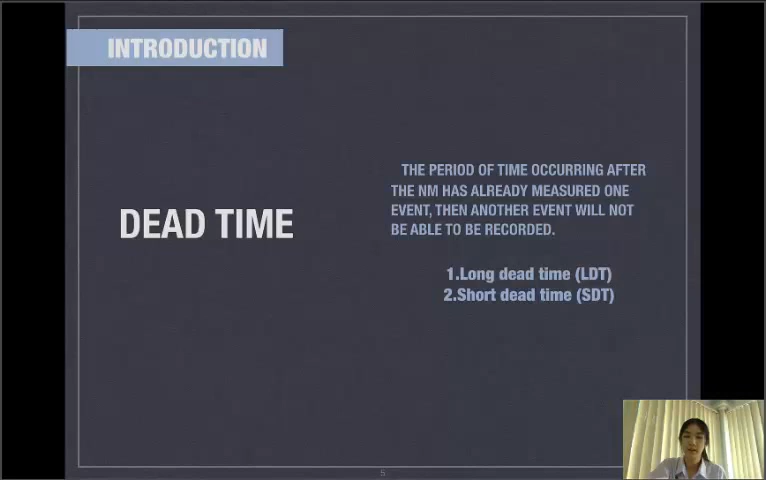 INTRODUCTION
DEAD TIME
THE PERIOD OF TIME OCCURRING AFTER
THE NM HAS ALREADY MEASURED ONE
EVENT, THEN ANOTHER EVENT WILL NOT
BE ABLE TO BE RECORDED.
1.Long dead time (LDT)
2.Short dead time (SDT)
5